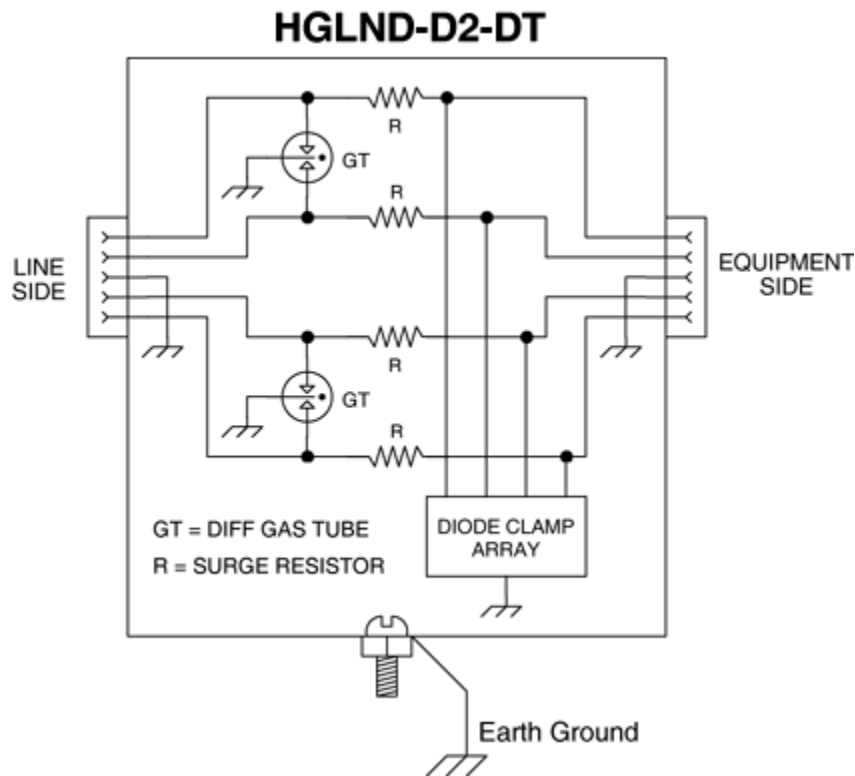 HGLND-D2-DT
R
GT
R
LINE
SIDE
EQUIPMENT
SIDE
R
GT
R
GT = DIFF GAS TUBE
R = SURGE RESISTOR
DIODE CLAMP
ARRAY
Earth Ground